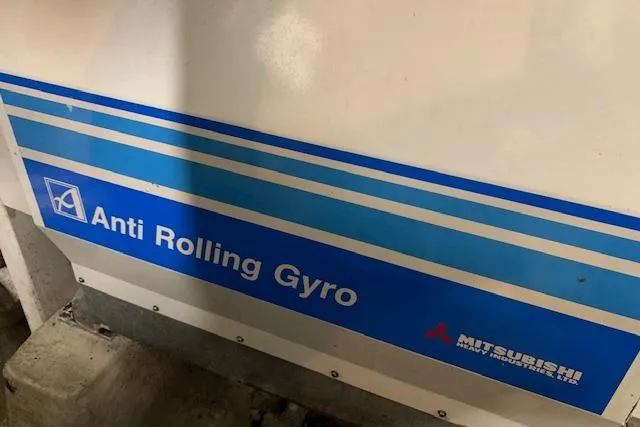 Anti Rolling Gyro
MITSUBISHI
HEAVY INDUSTRIES, LTD.